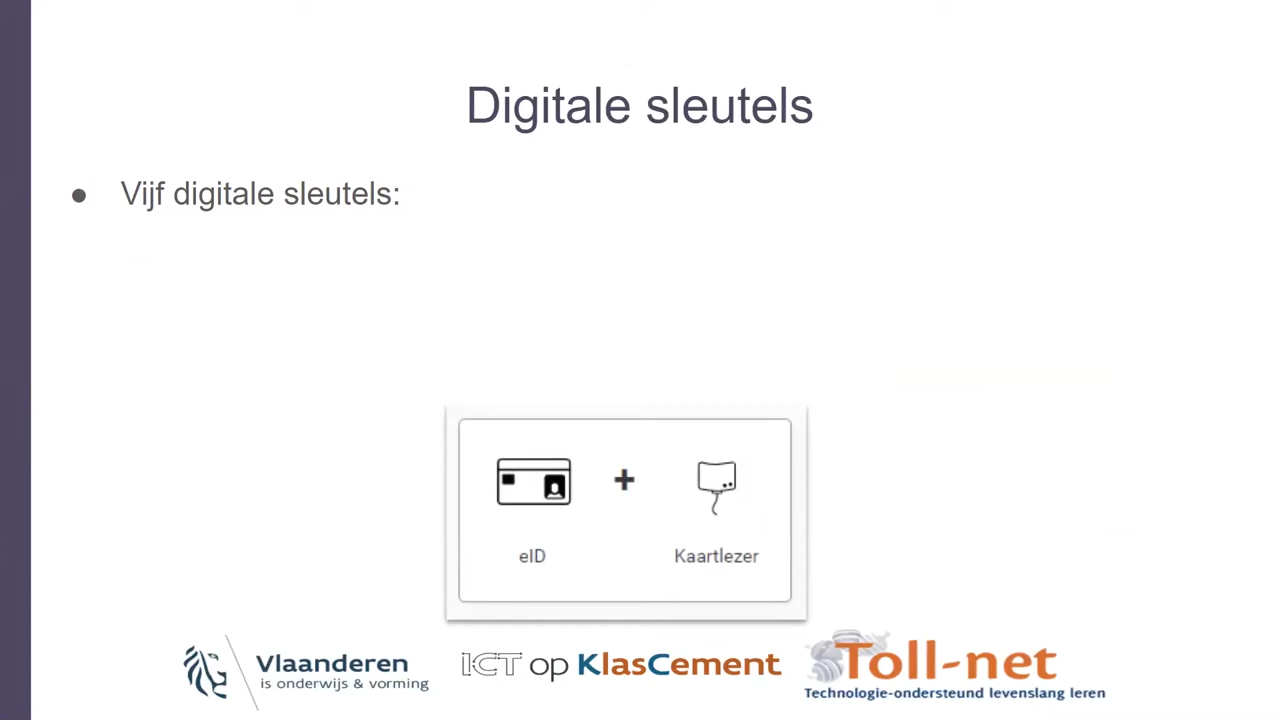 Digitale sleutels
● Vijf digitale sleutels:
+
eID
Kaartlezer
Vlaanderen
is onderwijs & vorming
ICT op KlasCement
Toll-net
Technologie-ondersteund levenslang leren